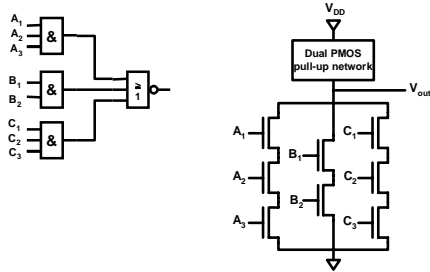 A1
A2
A3
&
B1
B2
&
C1
C2
C3
&
≥
1
VDD
Dual PMOS
pull-up network
Vout
A1
B1
C1
A2
B2
C2
A3
C3